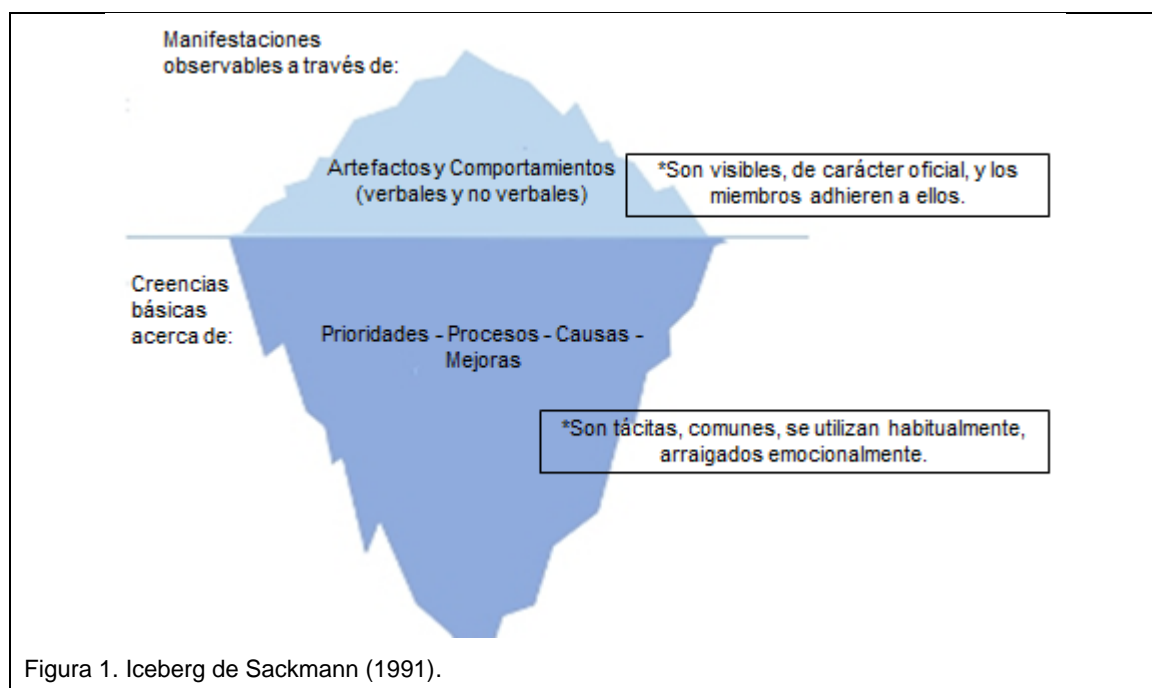 Manifestaciones
observables a través de:
Artefactos y Comportamientos
(verbales y no verbales)
*Son visibles, de carácter oficial, y los
miembros adhieren a ellos.
Creencias
básicas
acerca de:
Prioridades - Procesos - Causas -
Mejoras
*Son tácitas, comunes, se utilizan habitualmente,
arraigados emocionalmente.
Figura 1. Iceberg de Sackmann (1991).